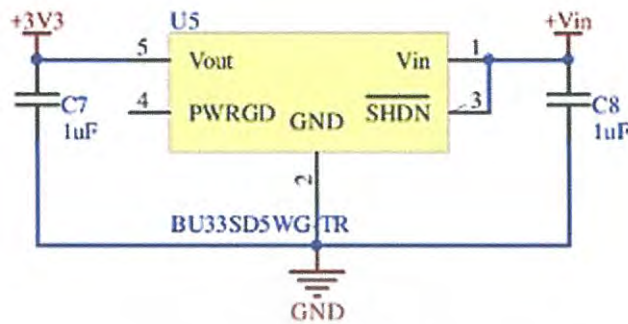 +3V3 U5 +Vin
5 Vout Vin 1
C7 4 PWRGD GND SHDN 3 C8
1uF 1uF
2
BU33SD5WG-TR
GND